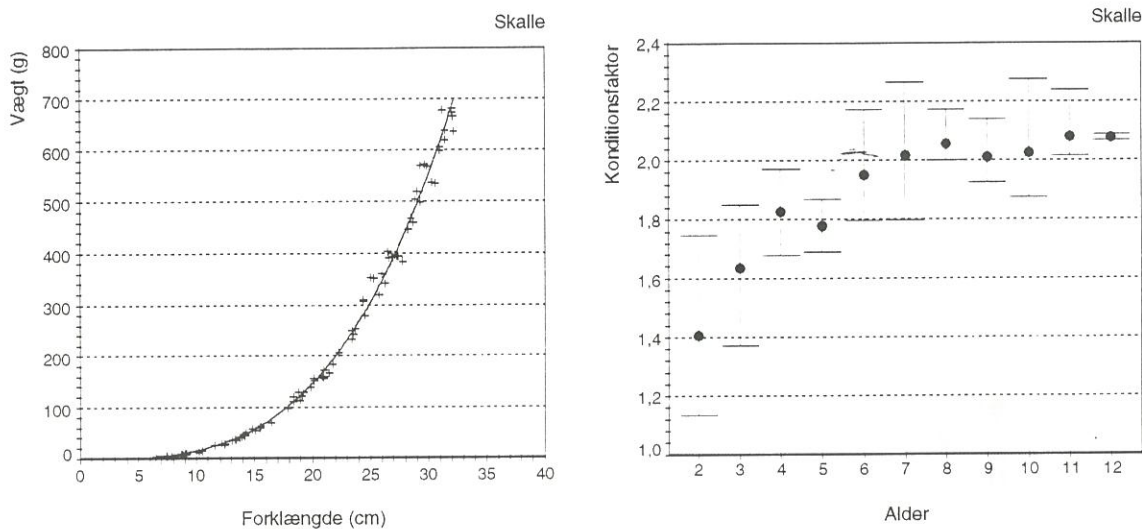 Skalle
Vægt (g)
800
700
600
500
400
300
200
100
0
0 5 10 15 20 25 30 35 40
Forklængde (cm)
Skalle
Konditionsfaktor
2,4
2,2
2,0
1,8
1,6
1,4
1,2
1,0
2 3 4 5 6 7 8 9 10 11 12
Alder